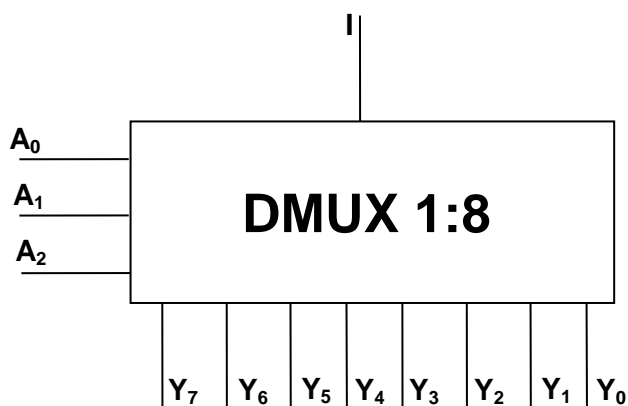 I
A₀
A₁
A₂
DMUX 1:8
Y₇ Y₆ Y₅ Y₄ Y₃ Y₂ Y₁ Y₀